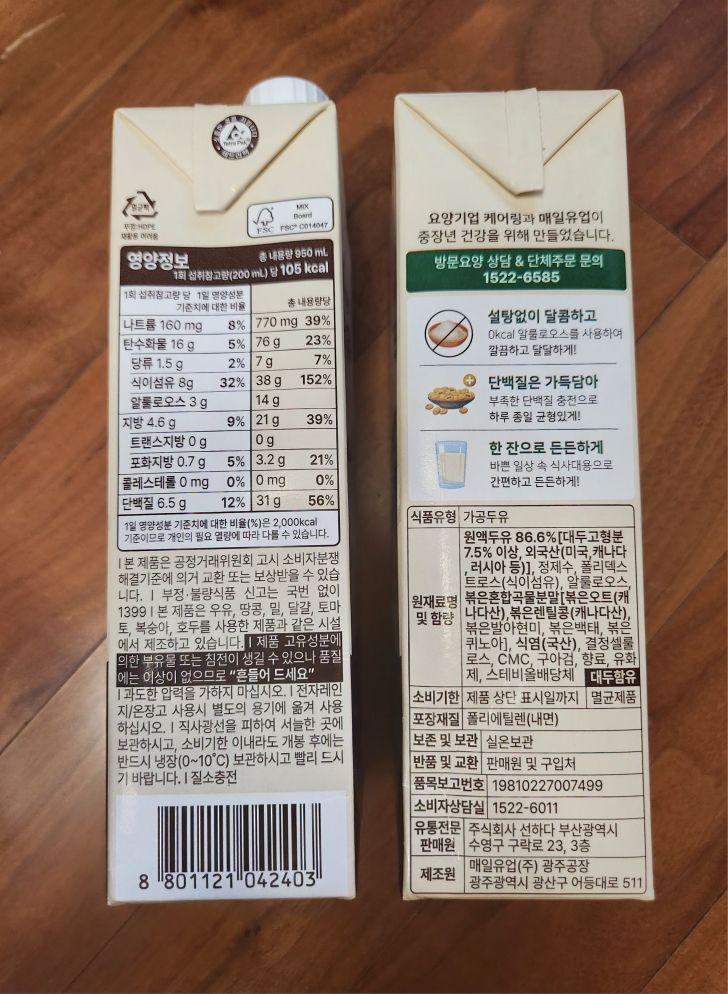 Tetra Pak®
멸균팩
뚜껑:HDPE
재활용 어려움
FSC
MIX
Board
FSC® C014047
영양정보
총 내용량 950 mL
1회 섭취참고량(200 mL) 당 105 kcal
1회 섭취참고량 당 1일 영양성분 기준치에 대한 비율
총 내용량당
나트륨 160 mg 8% 770 mg 39%
탄수화물 16 g 5% 76 g 23%
당류 1.5 g 2% 7 g 7%
식이섬유 8g 32% 38 g 152%
알룰로오스 3 g 14 g
지방 4.6 g 9% 21 g 39%
트랜스지방 0 g 0 g
포화지방 0.7 g 5% 3.2 g 21%
콜레스테롤 0 mg 0% 0 mg 0%
단백질 6.5 g 12% 31 g 56%
1일 영양성분 기준치에 대한 비율(%)은 2,000kcal
기준이므로 개인의 필요 열량에 따라 다를 수 있습니다.
I 본 제품은 공정거래위원회 고시 소비자분쟁
해결기준에 의거 교환 또는 보상받을 수 있습
니다. I 부정·불량식품 신고는 국번 없이
1399 I 본 제품은 우유, 땅콩, 밀, 달걀, 토마
토, 복숭아, 호두를 사용한 제품과 같은 시설
에서 제조하고 있습니다. I 제품 고유성분에
의한 부유물 또는 침전이 생길 수 있으나 품질
에는 이상이 없으므로 "흔들어 드세요"
I 과도한 압력을 가하지 마십시오. I 전자레인
지/온장고 사용시 별도의 용기에 옮겨 사용
하십시오. I 직사광선을 피하여 서늘한 곳에
보관하시고, 소비기한 이내라도 개봉 후에는
반드시 냉장(0~10℃) 보관하시고 빨리 드시
기 바랍니다. I 질소충전
8 801121 042403
요양기업 케어링과 매일유업이
중장년 건강을 위해 만들었습니다.
방문요양 상담 & 단체주문 문의
1522-6585
설탕없이 달콤하고
0kcal 알룰로오스를 사용하여
깔끔하고 달달하게!
단백질은 가득담아
부족한 단백질 충전으로
하루 종일 균형있게!
한 잔으로 든든하게
바쁜 일상 속 식사대용으로
간편하고 든든하게!
식품유형 가공두유
원재료명 및 함량
원액두유 86.6%[대두고형분
7.5% 이상, 외국산(미국,캐나다
,러시아 등)], 정제수, 폴리덱스
트로스(식이섬유), 알룰로오스,
볶은혼합곡물분말[볶은오트(캐
나다산),볶은렌틸콩(캐나다산),
볶은발아현미, 볶은백태, 볶은
퀴노아], 식염(국산), 결정셀룰
로스, CMC, 구아검, 향료, 유화
제, 스테비올배당체 대두함유
소비기한 제품 상단 표시일까지 멸균제품
포장재질 폴리에틸렌(내면)
보존 및 보관 실온보관
반품 및 교환 판매원 및 구입처
품목보고번호 19810227007499
소비자상담실 1522-6011
유통전문판매원 주식회사 선하다 부산광역시
수영구 구락로 23, 3층
제조원 매일유업(주) 광주공장
광주광역시 광산구 어등대로 511